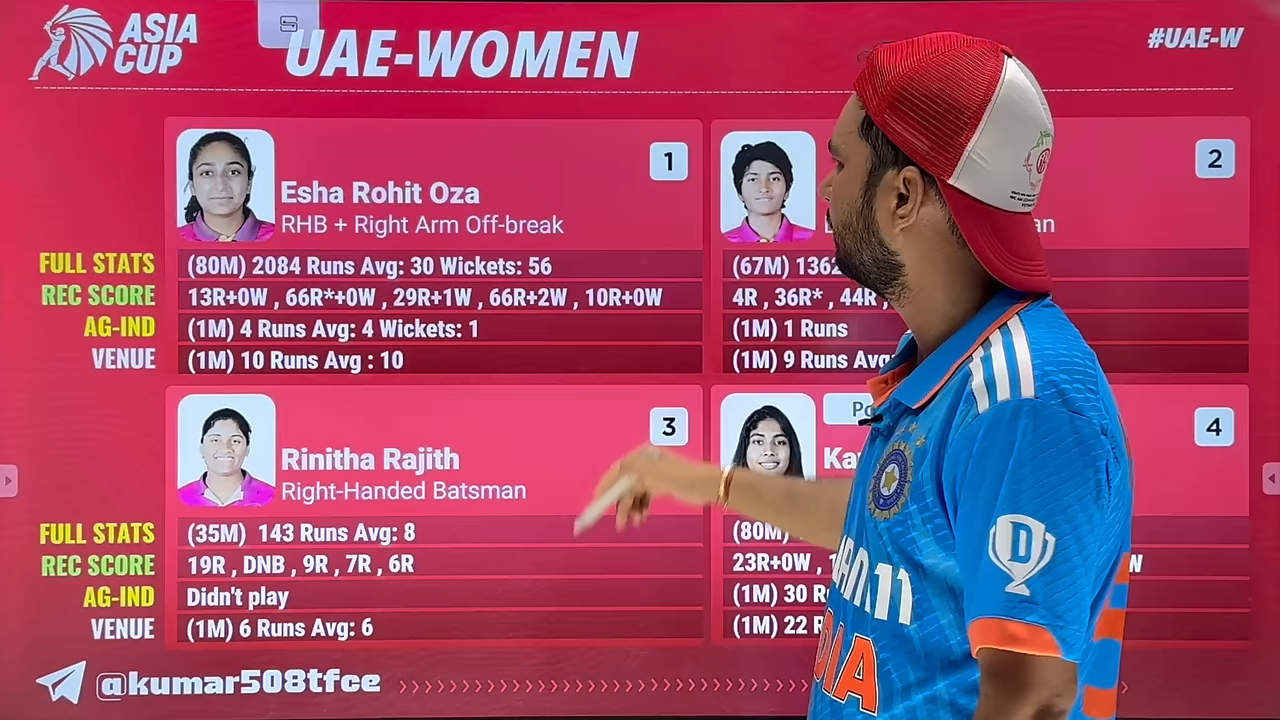 ASIA
CUP
UAE-WOMEN
#UAE-W
1
Esha Rohit Oza
RHB + Right Arm Off-break
FULL STATS
(80M) 2084 Runs Avg: 30 Wickets: 56
REC SCORE
13R+0W , 66R*+0W , 29R+1W , 66R+2W , 10R+0W
AG-IND
(1M) 4 Runs Avg: 4 Wickets: 1
VENUE
(1M) 10 Runs Avg : 10
2
(67M) 1362
4R , 36R* , 44R ,
(1M) 1 Runs
(1M) 9 Runs Avg
3
Rinitha Rajith
Right-Handed Batsman
FULL STATS
(35M) 143 Runs Avg: 8
REC SCORE
19R , DNB , 9R , 7R , 6R
AG-IND
Didn't play
VENUE
(1M) 6 Runs Avg: 6
4
(80M)
23R+0W ,
(1M) 30
(1M) 22
@kumar508tfce
D
11